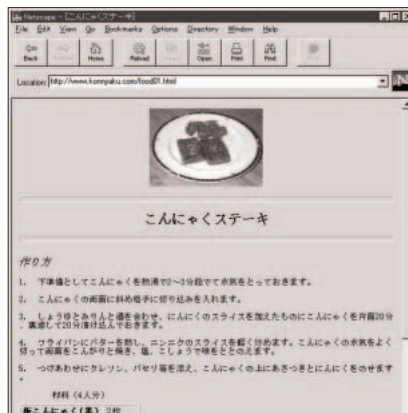 Netscape - [こんにゃくステーキ]
File Edit View Go Bookmarks Options Directory Window Help
Back Home Reload Open Print Find
Location: http://www.konnyaku.com/food01.html
N
こんにゃくステーキ
作り方
1. 下準備としてこんにゃくを熱湯で2~3分茹でて水気をとっておきます。
2. こんにゃくの両面に斜め格子に切り込みを入れます。
3. しょうゆとみりんと酒を合わせ、ににんにくのスライスを加えたものにこんにゃくを片面20分
、裏返して20分漬け込んでおきます。
4. フライパンにバターを熱し、ニンニクのスライスを軽く炒めます。こんにゃくの水気をよく
切って両面をこんがりと焼き、塩、こしょうで味をととのえます。
5. つけあわせにクレソン、パセリ等を添え、こんにゃくの上にあさつきとにんにくをのせます
。
材料(4人分)
板こんにゃく(黒) 2枚